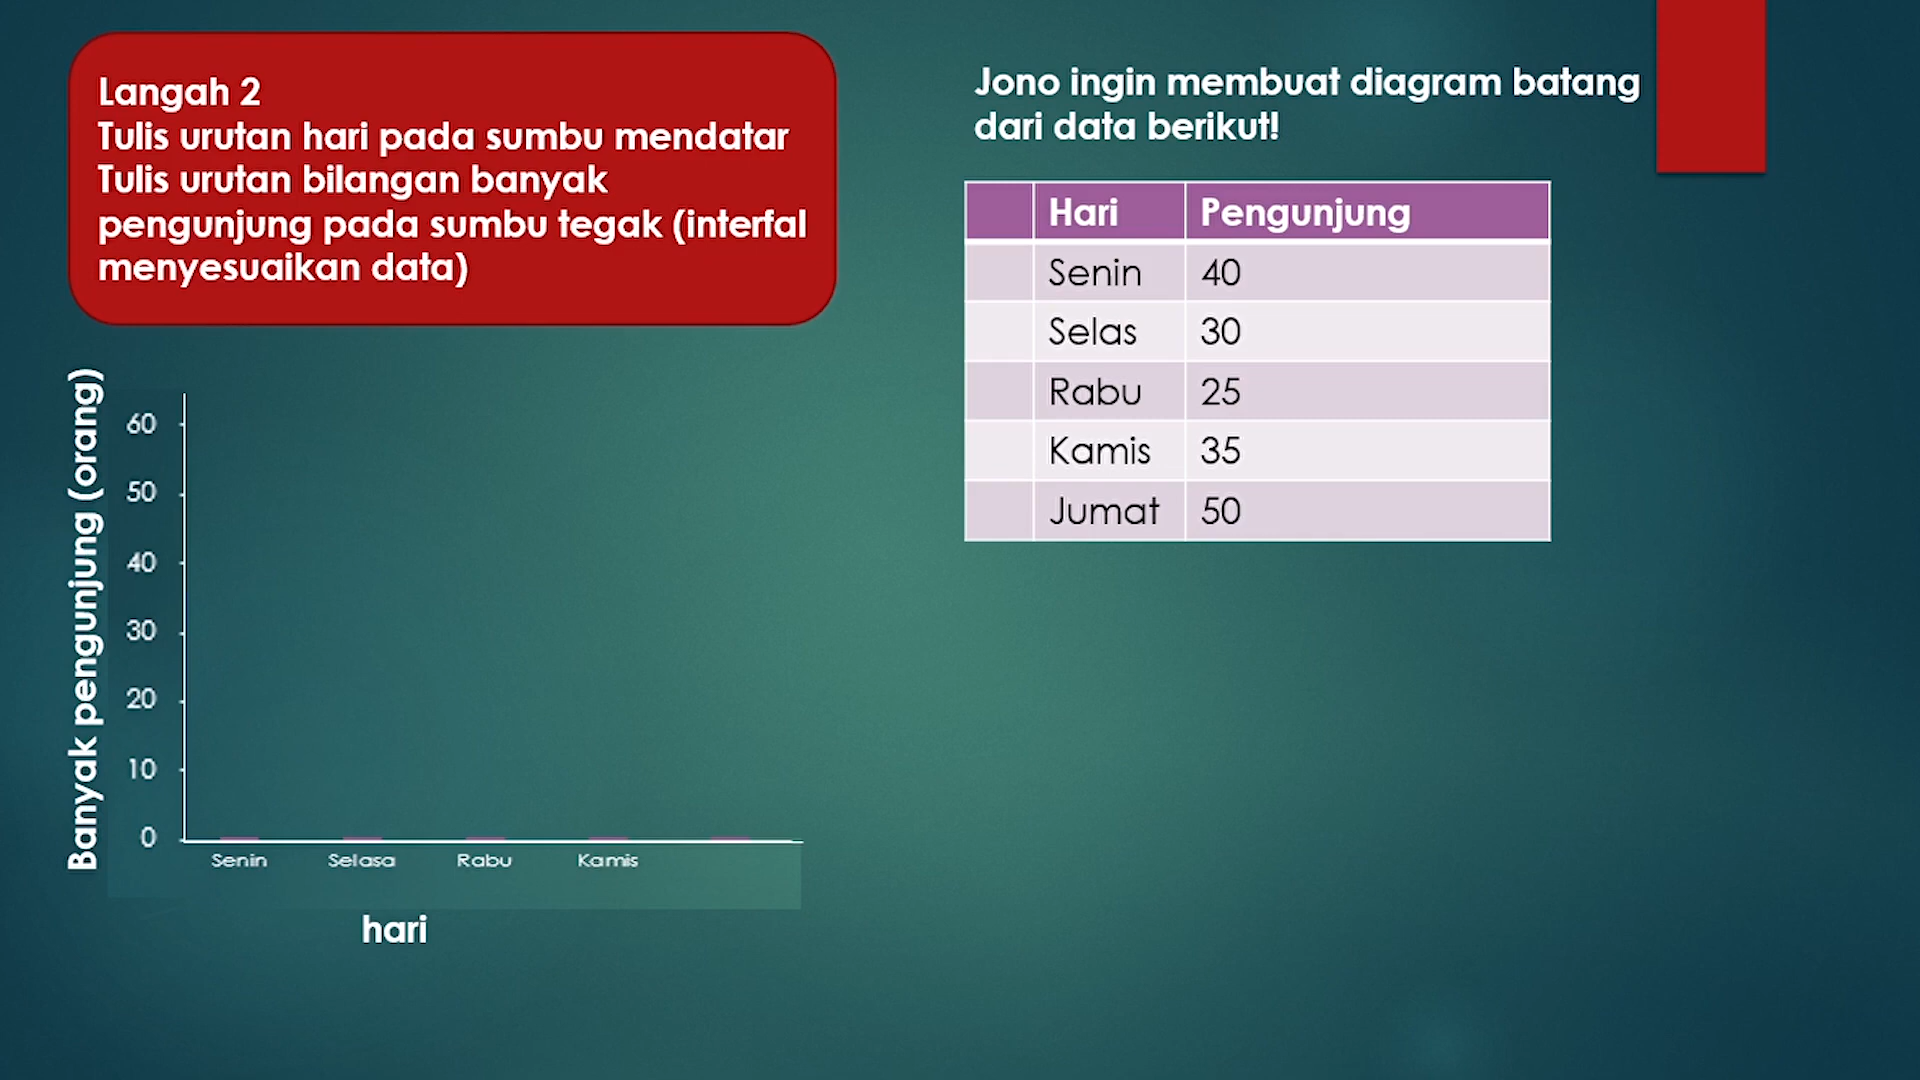 Langah 2
Tulis urutan hari pada sumbu mendatar
Tulis urutan bilangan banyak
pengunjung pada sumbu tegak (interfal
menyesuaikan data)
Jono ingin membuat diagram batang
dari data berikut!
Hari Pengunjung
Senin 40
Selas 30
Rabu 25
Kamis 35
Jumat 50
Banyak pengunjung (orang)
60
50
40
30
20
10
0
Senin Selasa Rabu Kamis
hari